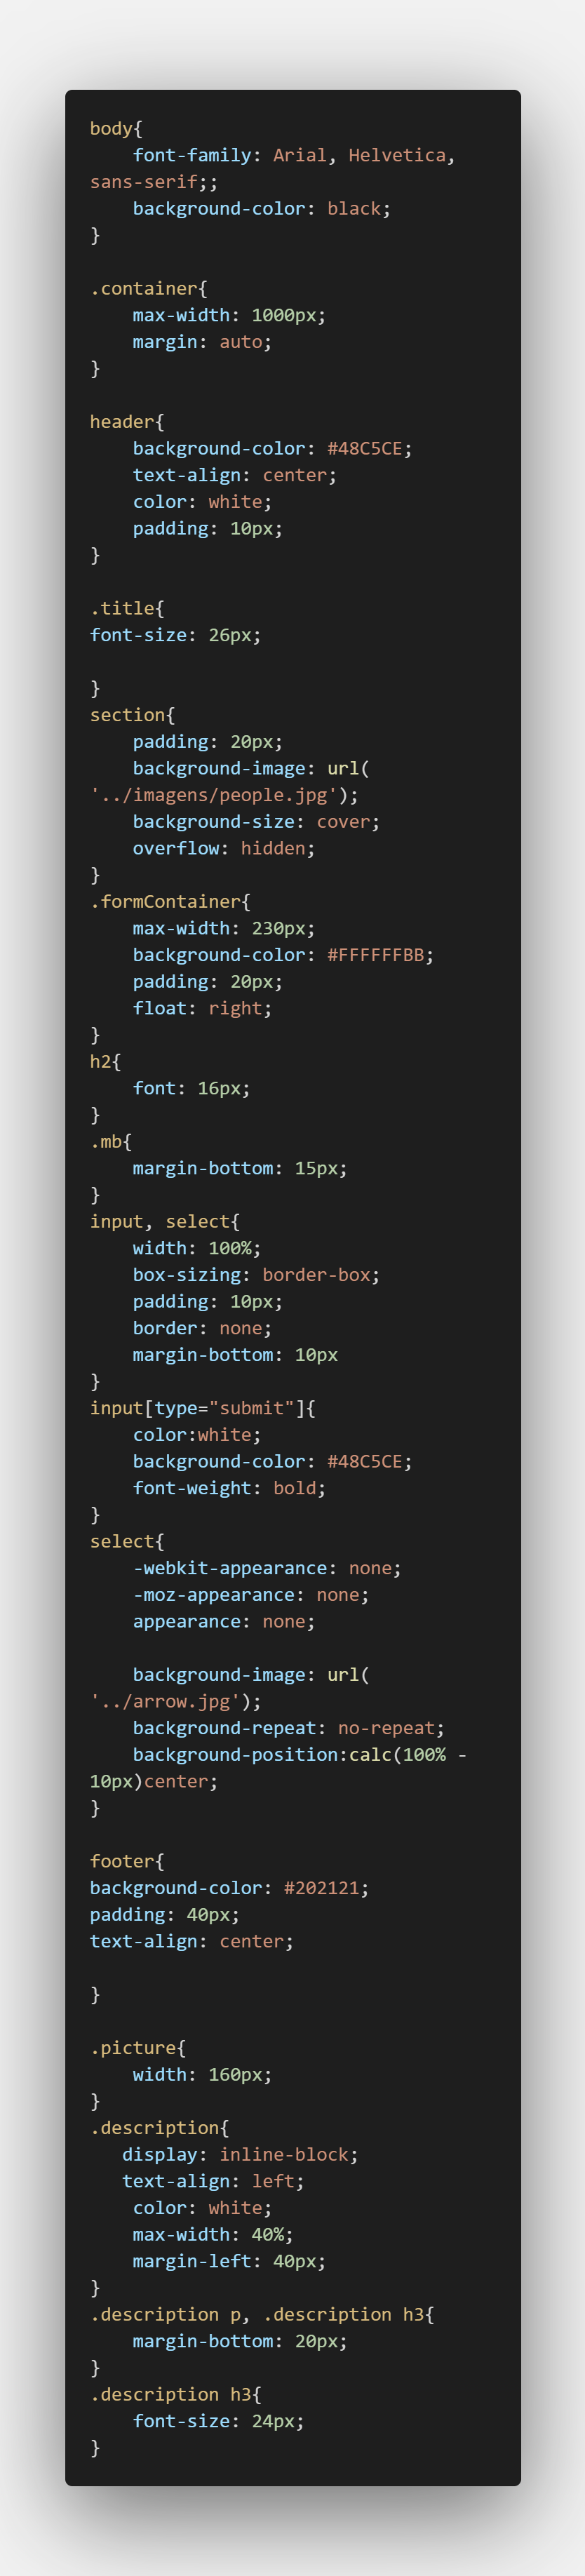 body{
    font-family: Arial, Helvetica,
sans-serif;;
    background-color: black;
}

.container{
    max-width: 1000px;
    margin: auto;
}

header{
    background-color: #48C5CE;
    text-align: center;
    color: white;
    padding: 10px;
}

.title{
font-size: 26px;

}
section{
    padding: 20px;
    background-image: url(
'../imagens/people.jpg');
    background-size: cover;
    overflow: hidden;
}
.formContainer{
    max-width: 230px;
    background-color: #FFFFFFBB;
    padding: 20px;
    float: right;
}
h2{
    font: 16px;
}
.mb{
    margin-bottom: 15px;
}
input, select{
    width: 100%;
    box-sizing: border-box;
    padding: 10px;
    border: none;
    margin-bottom: 10px
}
input[type="submit"]{
    color:white;
    background-color: #48C5CE;
    font-weight: bold;
}
select{
    -webkit-appearance: none;
    -moz-appearance: none;
    appearance: none;

    background-image: url(
'../arrow.jpg');
    background-repeat: no-repeat;
    background-position:calc(100% -
10px)center;
}

footer{
background-color: #202121;
padding: 40px;
text-align: center;

}

.picture{
    width: 160px;
}
.description{
   display: inline-block;
   text-align: left;
    color: white;
    max-width: 40%;
    margin-left: 40px;
}
.description p, .description h3{
    margin-bottom: 20px;
}
.description h3{
    font-size: 24px;
}